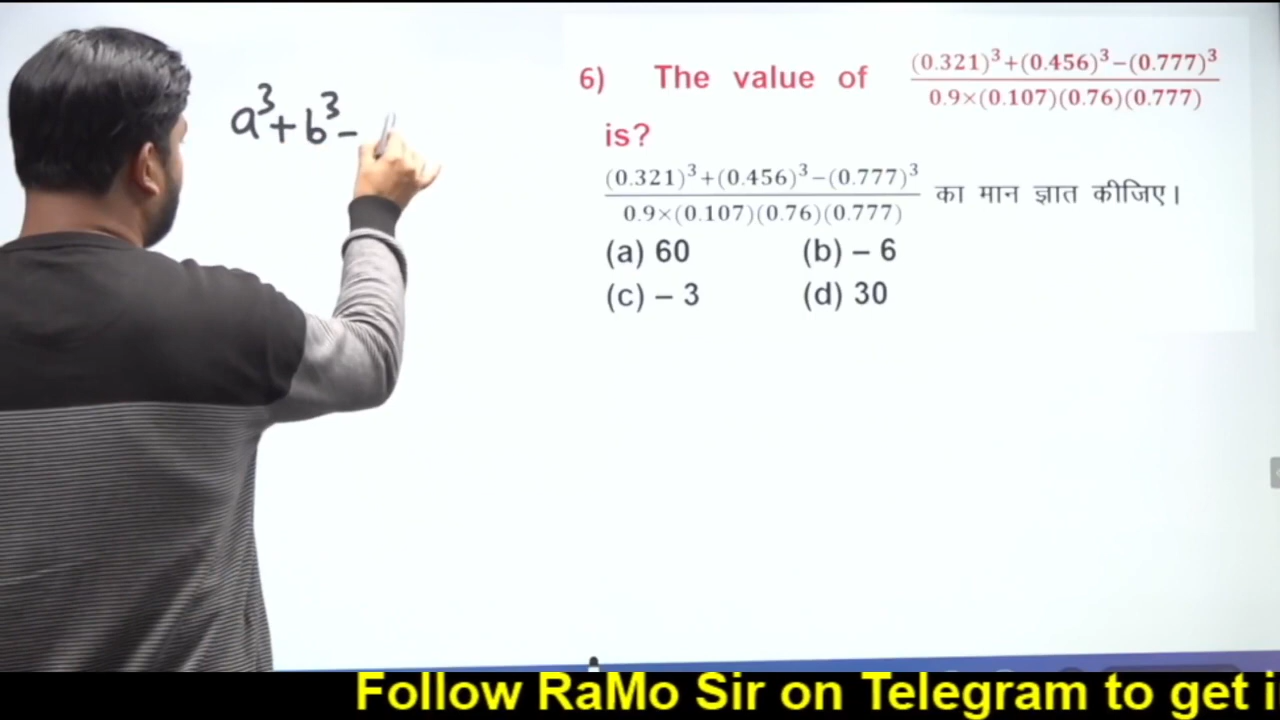 a³+b³-
6) The value of (0.321)³+(0.456)³−(0.777)³ / 0.9×(0.107)(0.76)(0.777)
is?
(0.321)³+(0.456)³−(0.777)³ / 0.9×(0.107)(0.76)(0.777) का मान ज्ञात कीजिए।
(a) 60 (b) – 6
(c) – 3 (d) 30
Follow RaMo Sir on Telegram to get i